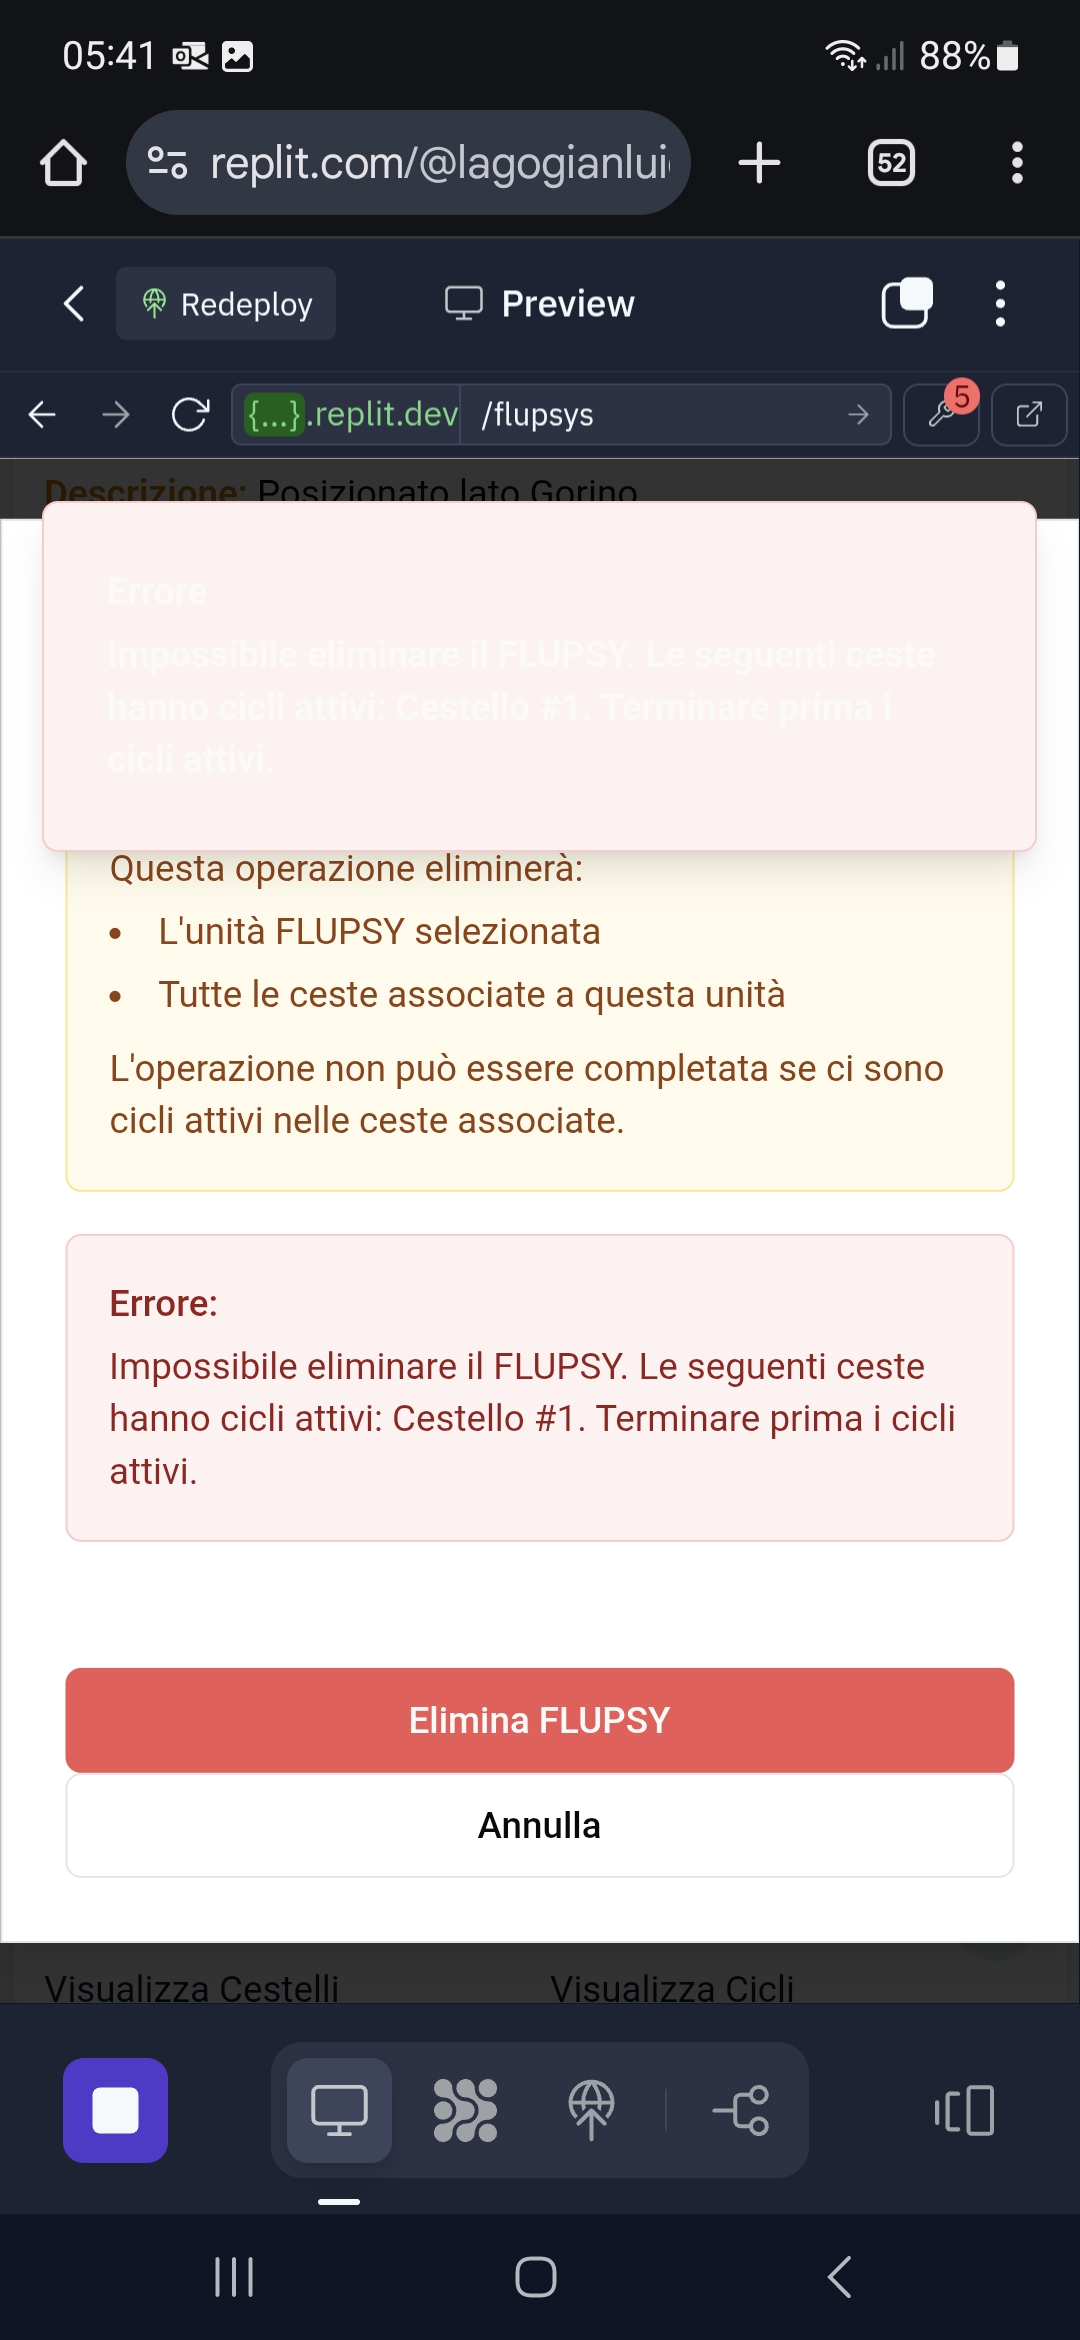 05:41
88%
replit.com/@lagogianlui
52
Redeploy
Preview
{...}.replit.dev
/flupsys
5
Descrizione: Posizionato lato Gorino
Errore
Impossibile eliminare il FLUPSY. Le seguenti ceste
hanno cicli attivi: Cestello #1. Terminare prima i
cicli attivi.
Questa operazione eliminerà:
• L'unità FLUPSY selezionata
• Tutte le ceste associate a questa unità
L'operazione non può essere completata se ci sono
cicli attivi nelle ceste associate.
Errore:
Impossibile eliminare il FLUPSY. Le seguenti ceste
hanno cicli attivi: Cestello #1. Terminare prima i cicli
attivi.
Elimina FLUPSY
Annulla
Visualizza Cestelli
Visualizza Cicli